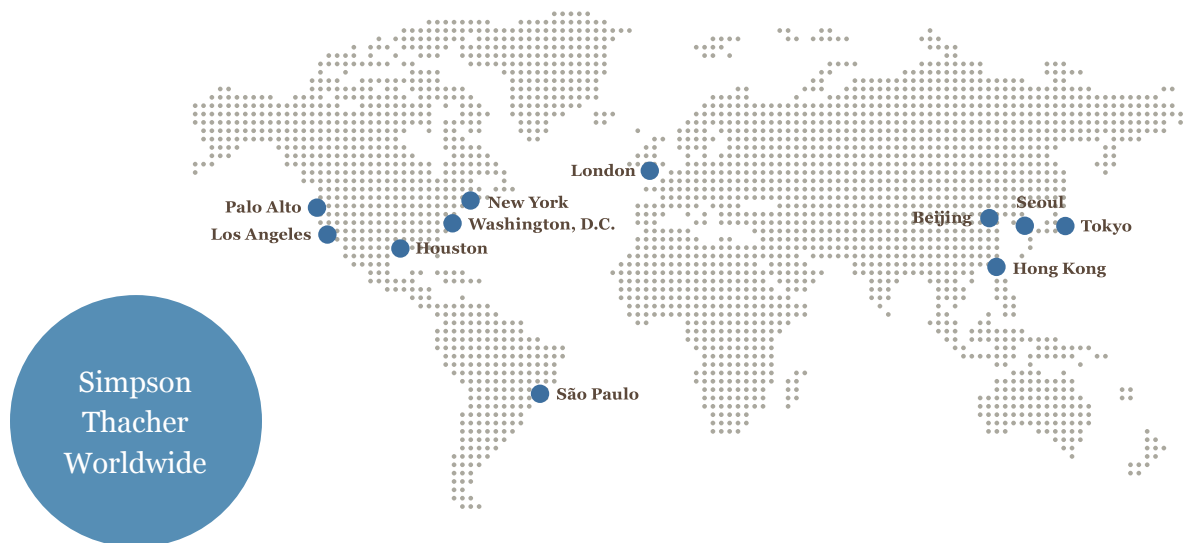 London
Palo Alto
New York
Seoul
Beijing
Washington, D.C.
Tokyo
Los Angeles
Houston
Hong Kong
São Paulo
Simpson
Thacher
Worldwide